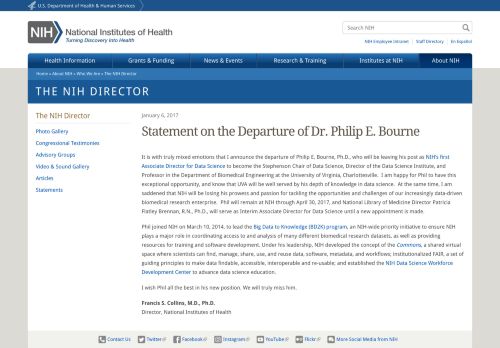 U.S. Department of Health & Human Services
NIH National Institutes of Health
Turning Discovery Into Health
Search NIH
NIH Employee Intranet | Staff Directory | En Español
Health Information
Grants & Funding
News & Events
Research & Training
Institutes at NIH
About NIH
Home » About NIH » Who We Are » The NIH Director
THE NIH DIRECTOR
The NIH Director
Photo Gallery
Congressional Testimonies
Advisory Groups
Video & Sound Gallery
Articles
Statements
January 6, 2017
Statement on the Departure of Dr. Philip E. Bourne
It is with truly mixed emotions that I announce the departure of Philip E. Bourne, Ph.D., who will be leaving his post as NIH's first
Associate Director for Data Science to become the Stephenson Chair of Data Science, Director of the Data Science Institute, and
Professor in the Department of Biomedical Engineering at the University of Virginia, Charlottesville. I am happy for Phil to have this
exceptional opportunity, and know that UVA will be well served by his depth of knowledge in data science. At the same time, I am
saddened that NIH will be losing his prowess and passion for tackling the opportunities and challenges of our increasingly data-driven
biomedical research enterprise. Phil will remain at NIH through April 30, 2017, and National Library of Medicine Director Patricia
Flatley Brennan, R.N., Ph.D., will serve as Interim Associate Director for Data Science until a new appointment is made.
Phil joined NIH on March 10, 2014, to lead the Big Data to Knowledge (BD2K) program, an NIH-wide priority initiative to ensure NIH
plays a major role in coordinating access to and analysis of many different biomedical research datasets, as well as providing
resources for training and software development. Under his leadership, NIH developed the concept of the Commons, a shared virtual
space where scientists can find, manage, share, use, and reuse data, software, metadata, and workflows; institutionalized FAIR, a set of
guiding principles to make data findable, accessible, interoperable and re-usable; and established the NIH Data Science Workforce
Development Center to advance data science education.
I wish Phil all the best in his new position. We will truly miss him.
Francis S. Collins, M.D., Ph.D.
Director, National Institutes of Health
Contact Us
Twitter
Facebook
Instagram
YouTube
Flickr
More Social Media from NIH